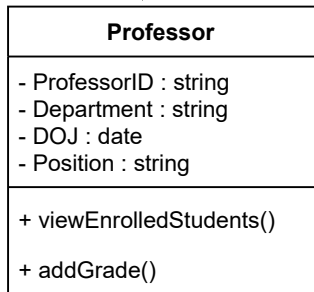 Professor
- ProfessorID : string
- Department : string
- DOJ : date
- Position : string
+ viewEnrolledStudents()
+ addGrade()